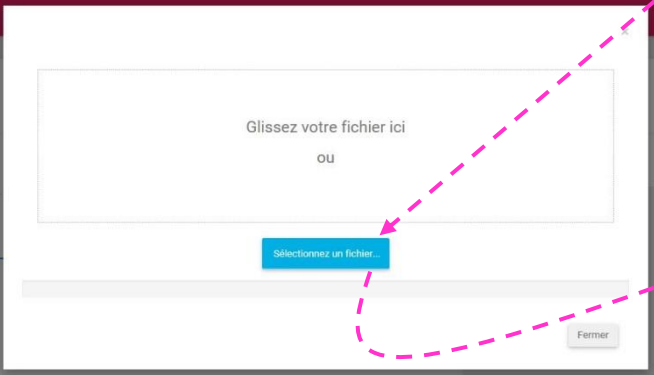 ×
Glissez votre fichier ici
ou
Sélectionnez un fichier...
Fermer